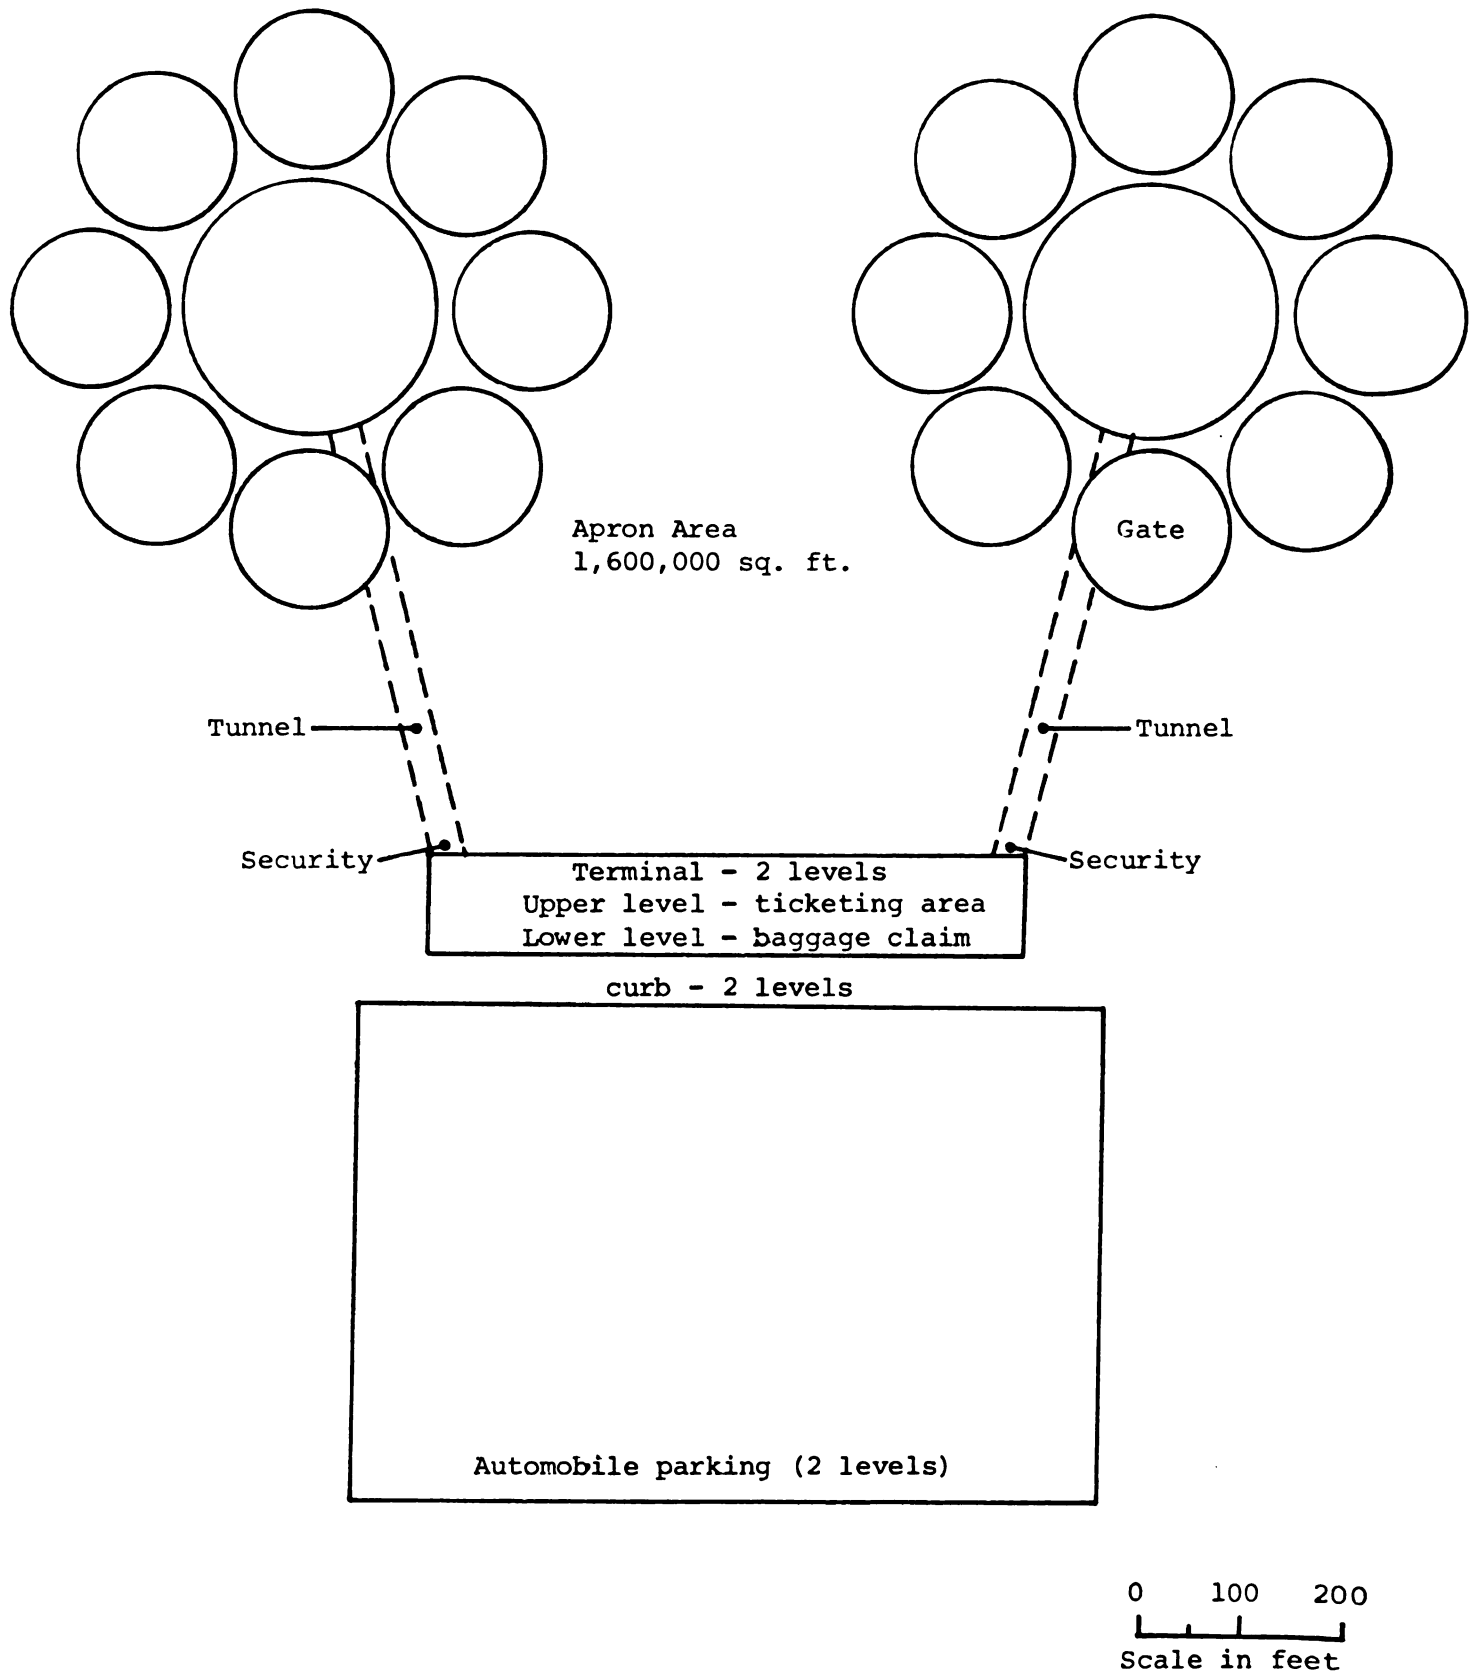 Apron Area
1,600,000 sq. ft.
Gate
Tunnel
Tunnel
Security
Security
Terminal - 2 levels
Upper level - ticketing area
Lower level - baggage claim
curb - 2 levels
Automobile parking (2 levels)
0 100 200
Scale in feet